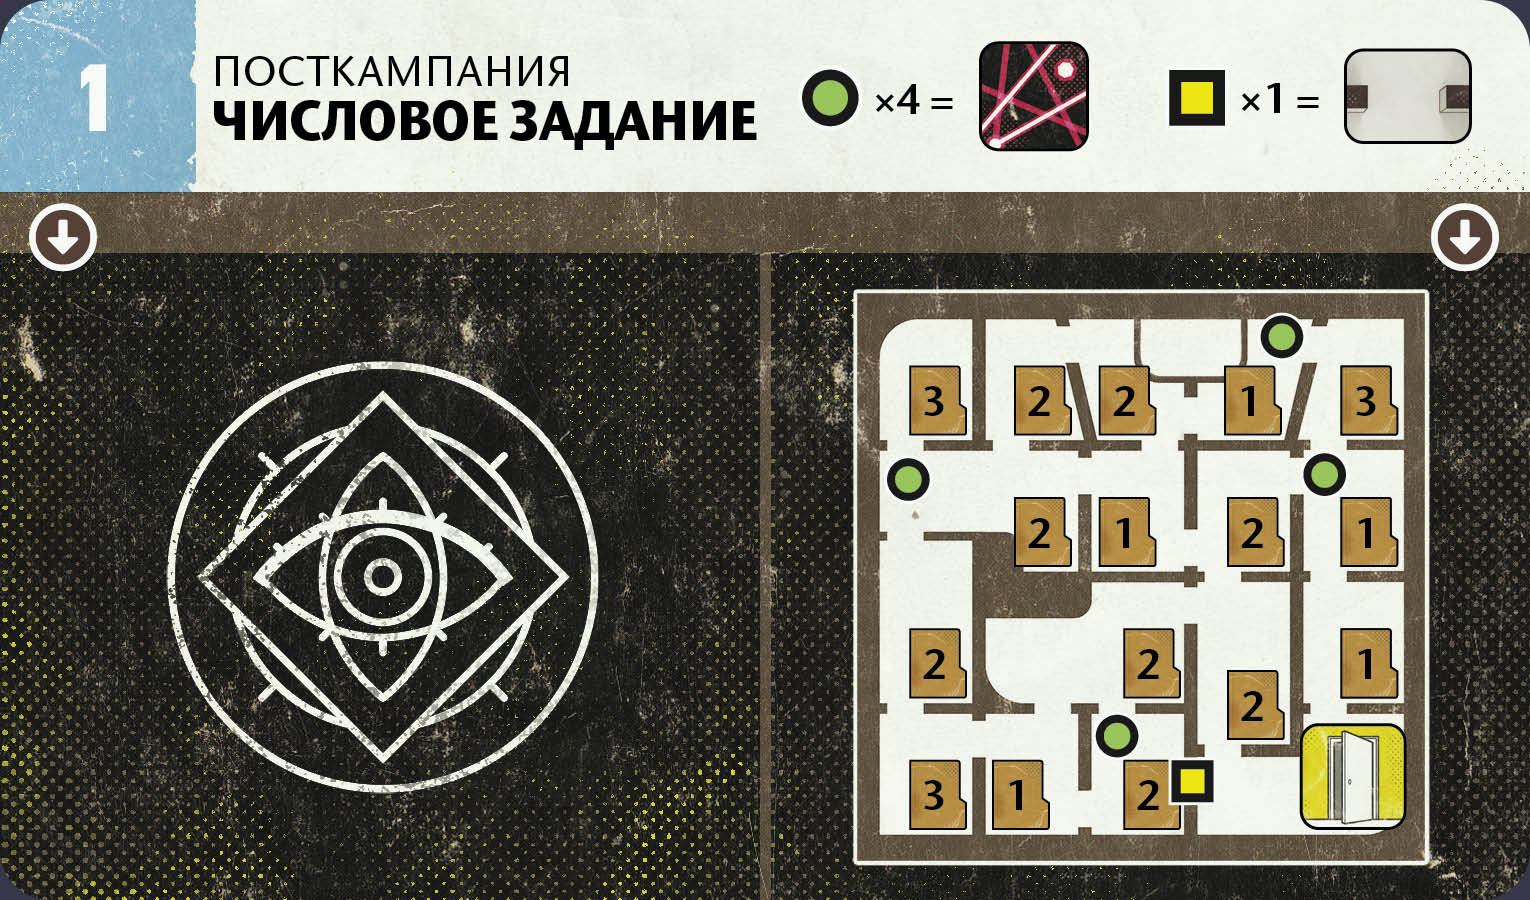 1
ПОСТКАМПАНИЯ
ЧИСЛОВОЕ ЗАДАНИЕ
×4 =
×1 =
3 2 2 1 3
2 1 2 1
2 2 1
2
3 1 2